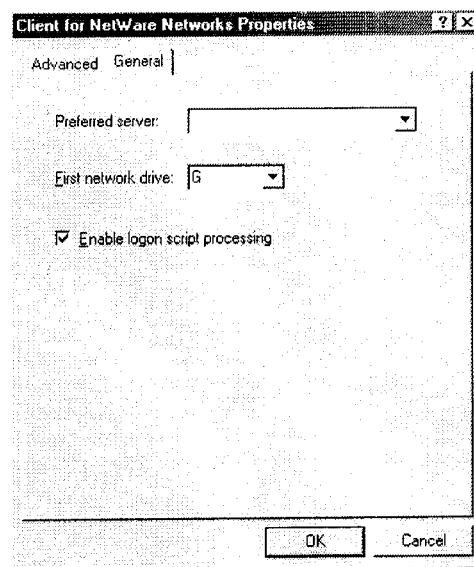 Client for NetWare Networks Properties ? X
Advanced General
Preferred server:
First network drive: G
Enable logon script processing
OK Cancel